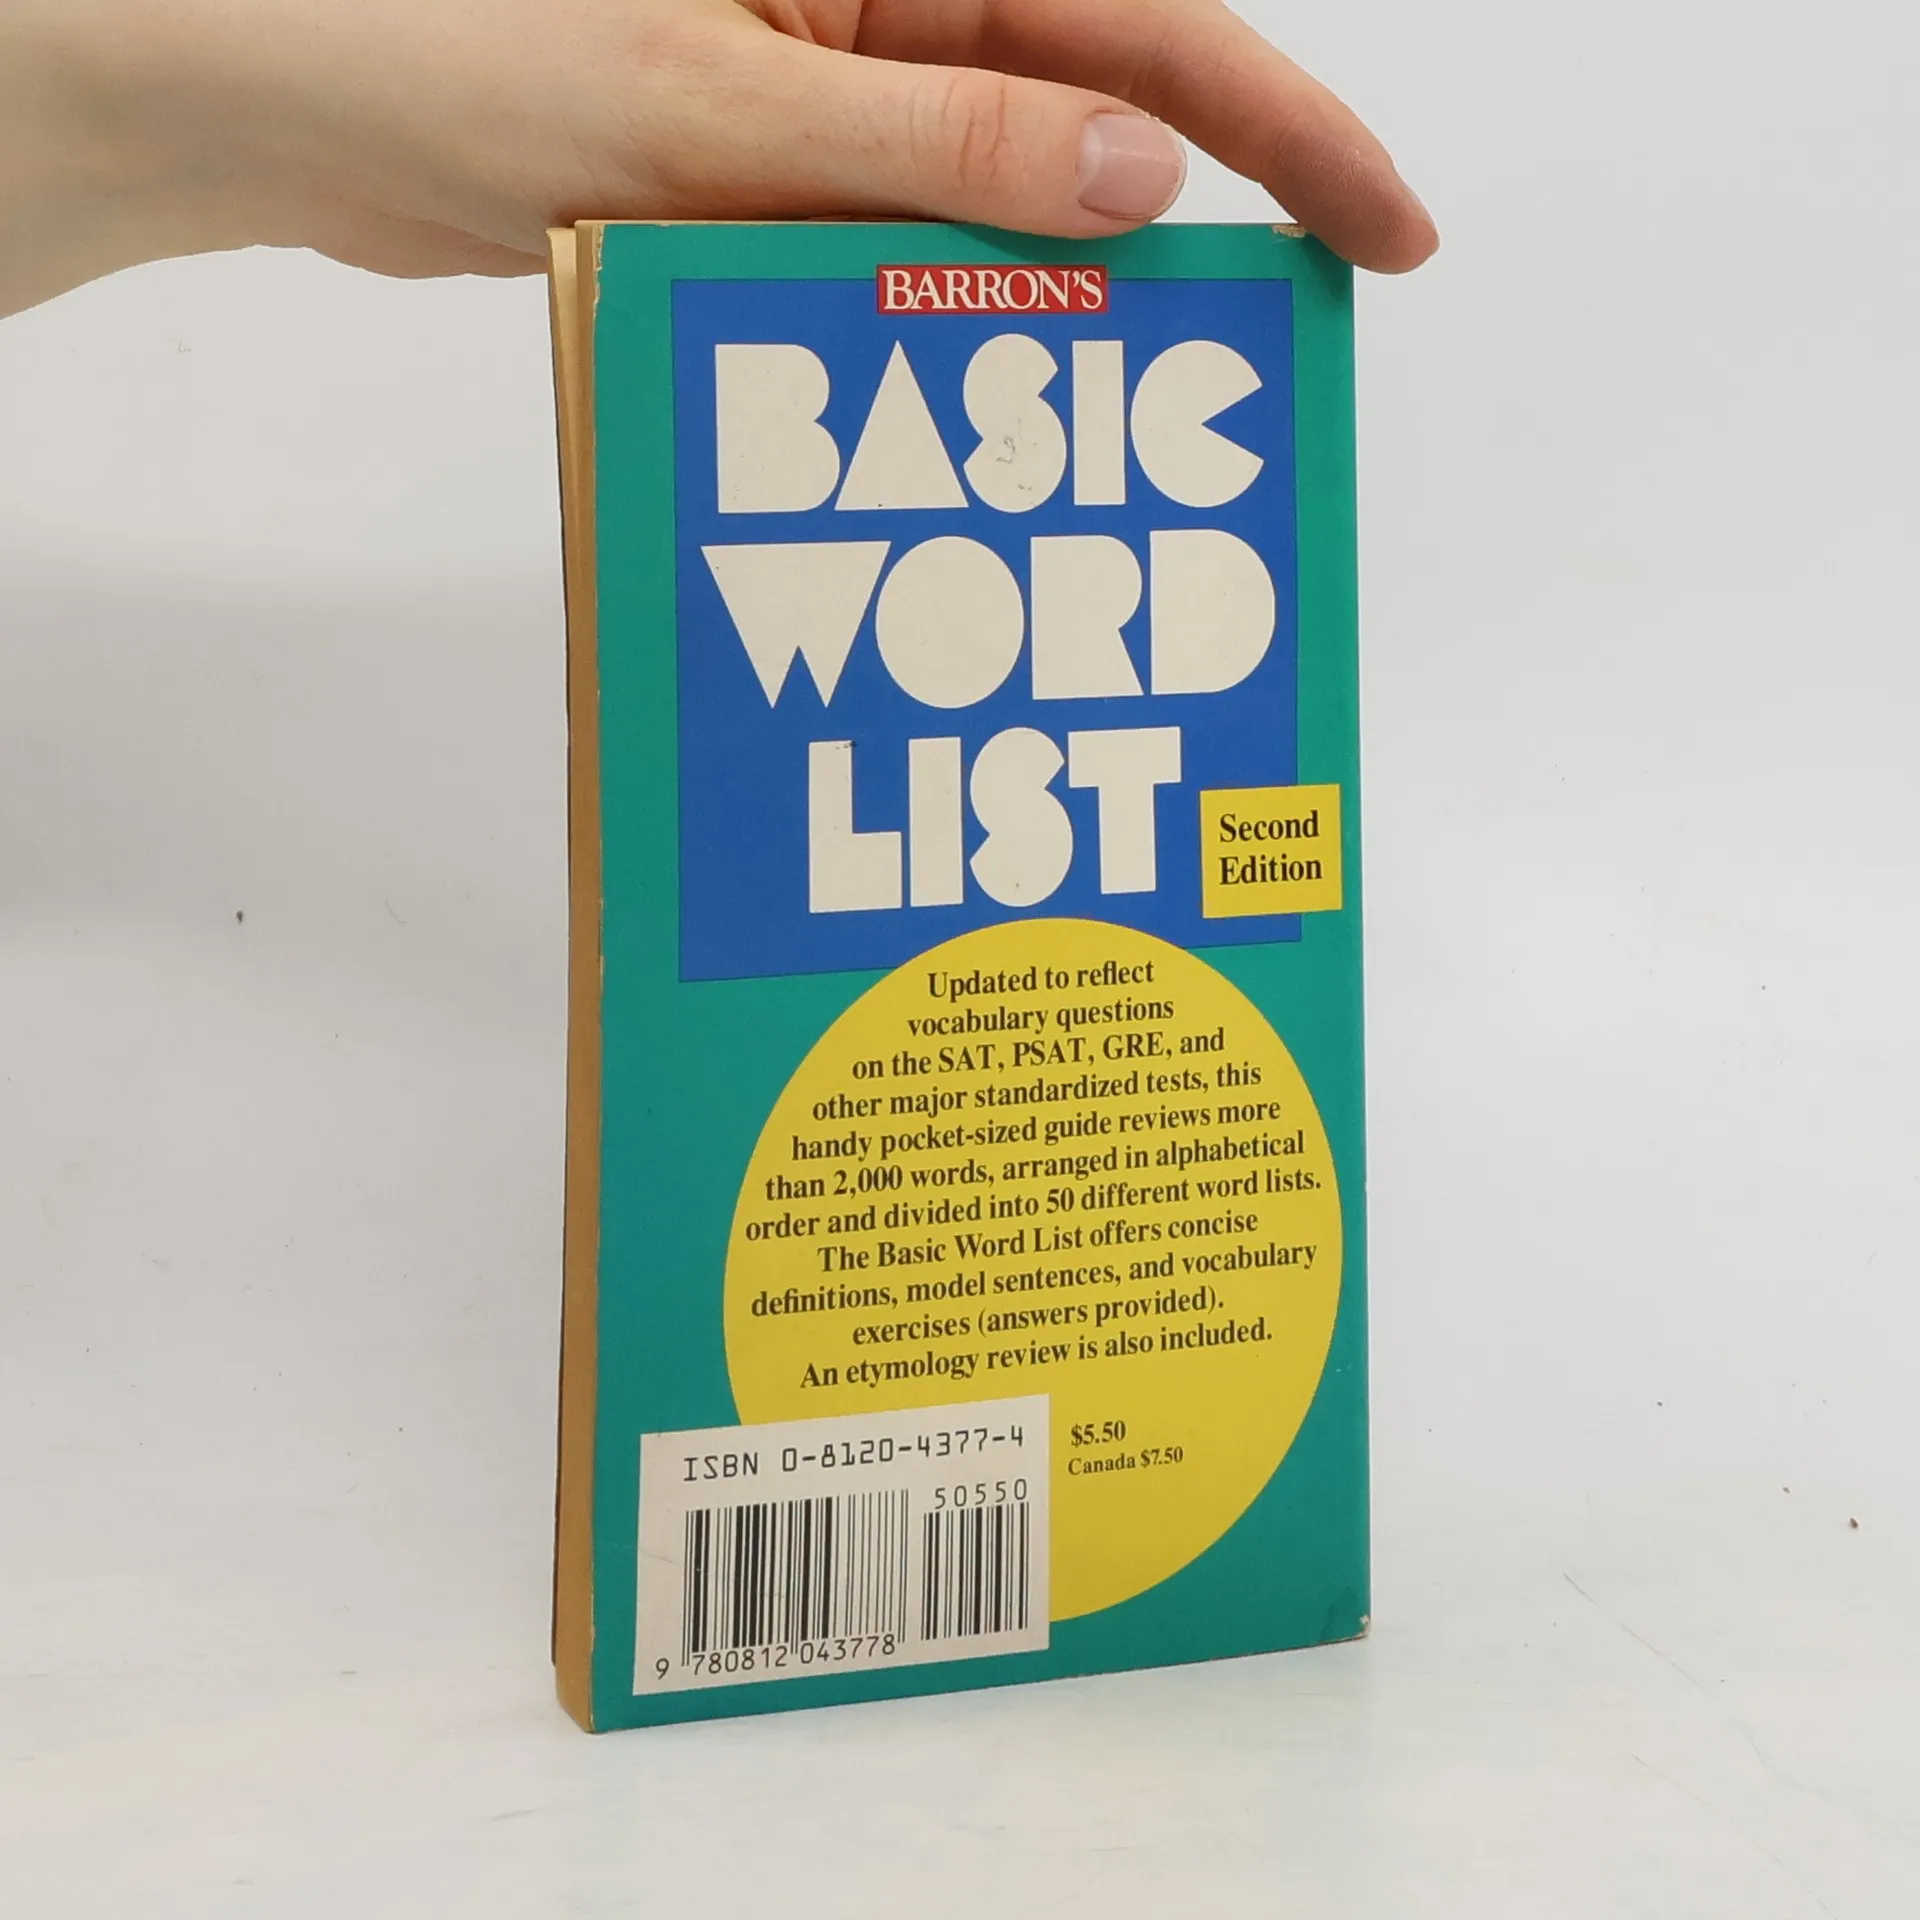 BARRON'S
BASIC
WORD
LIST
Second
Edition
Updated to reflect
vocabulary questions
on the SAT, PSAT, GRE, and
other major standardized tests, this
handy pocket-sized guide reviews more
than 2,000 words, arranged in alphabetical
order and divided into 50 different word lists.
The Basic Word List offers concise
definitions, model sentences, and vocabulary
exercises (answers provided).
An etymology review is also included.
$5.50
Canada $7.50
ISBN 0-8120-4377-4
50550
9 780812 043778